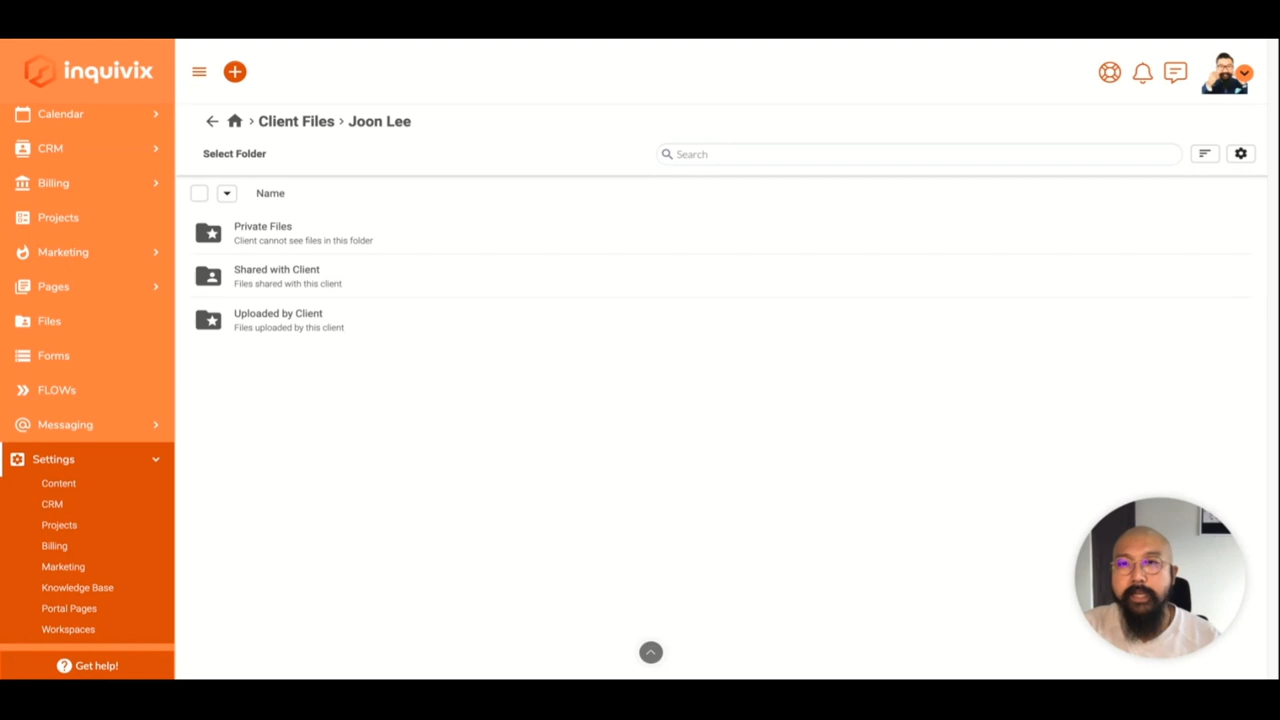 inquivix
Calendar
CRM
Billing
Projects
Marketing
Pages
Files
Forms
FLOWs
Messaging
Settings
Content
CRM
Projects
Billing
Marketing
Knowledge Base
Portal Pages
Workspaces
Get help!
Client Files > Joon Lee
Select Folder
Search
Name
Private Files
Client cannot see files in this folder
Shared with Client
Files shared with this client
Uploaded by Client
Files uploaded by this client